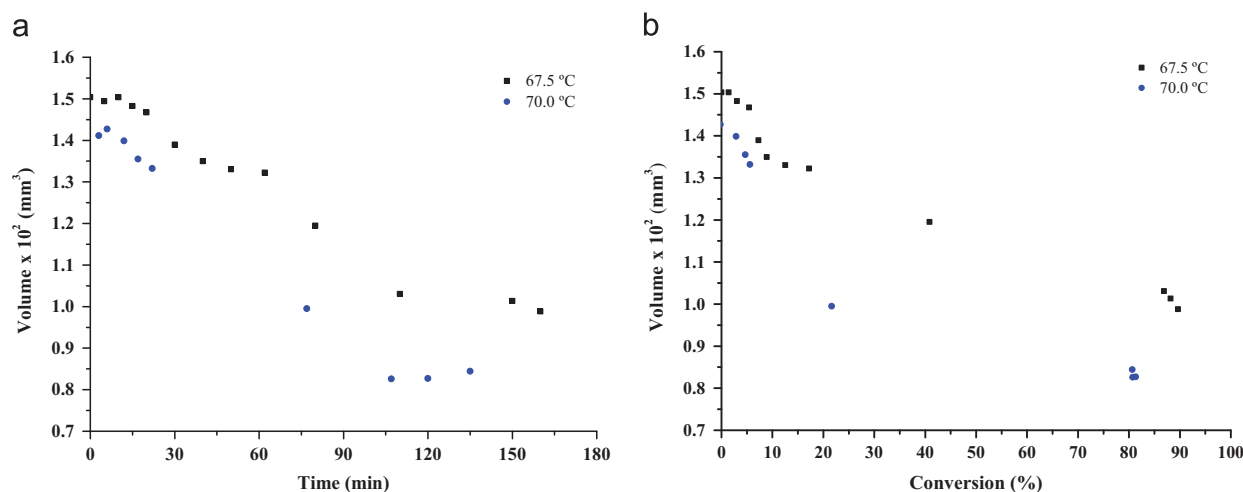 a
1.6
1.5
1.4
1.3
1.2
1.1
1.0
0.9
0.8
0.7
Volume x 10² (mm³)
67.5 ºC
70.0 ºC
0 30 60 90 120 150 180
Time (min)
b
1.6
1.5
1.4
1.3
1.2
1.1
1.0
0.9
0.8
0.7
Volume x 10² (mm³)
67.5 ºC
70.0 ºC
0 10 20 30 40 50 60 70 80 90 100
Conversion (%)